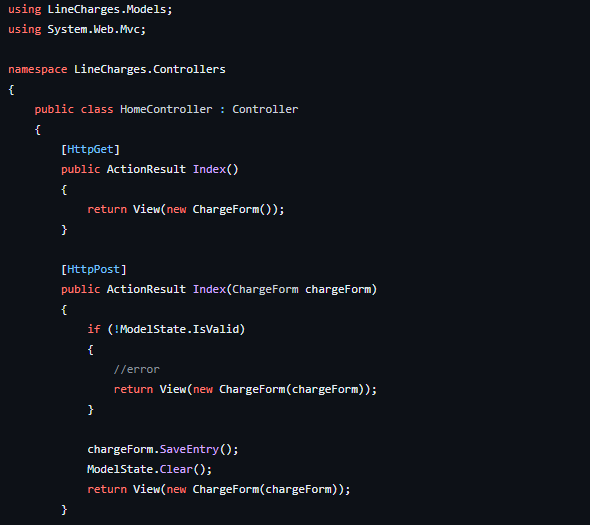 using LineCharges.Models;
using System.Web.Mvc;

namespace LineCharges.Controllers
{
    public class HomeController : Controller
    {
        [HttpGet]
        public ActionResult Index()
        {
            return View(new ChargeForm());
        }

        [HttpPost]
        public ActionResult Index(ChargeForm chargeForm)
        {
            if (!ModelState.IsValid)
            {
                //error
                return View(new ChargeForm(chargeForm));
            }

            chargeForm.SaveEntry();
            ModelState.Clear();
            return View(new ChargeForm(chargeForm));
        }